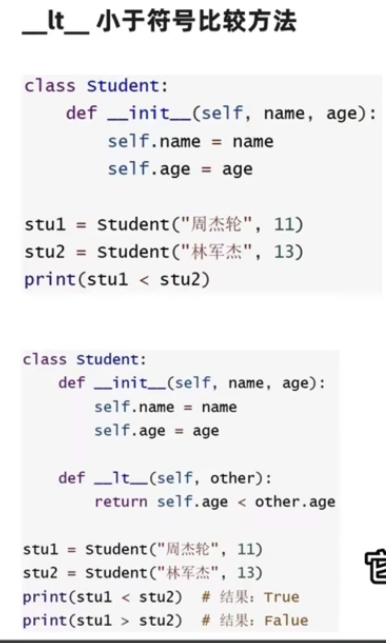 __lt__ 小于符号比较方法
class Student:
    def __init__(self, name, age):
        self.name = name
        self.age = age
stu1 = Student("周杰轮", 11)
stu2 = Student("林军杰", 13)
print(stu1 < stu2)
class Student:
    def __init__(self, name, age):
        self.name = name
        self.age = age
    def __lt__(self, other):
        return self.age < other.age
stu1 = Student("周杰轮", 11)
stu2 = Student("林军杰", 13)
print(stu1 < stu2)  # 结果：True
print(stu1 > stu2)  # 结果：Falue